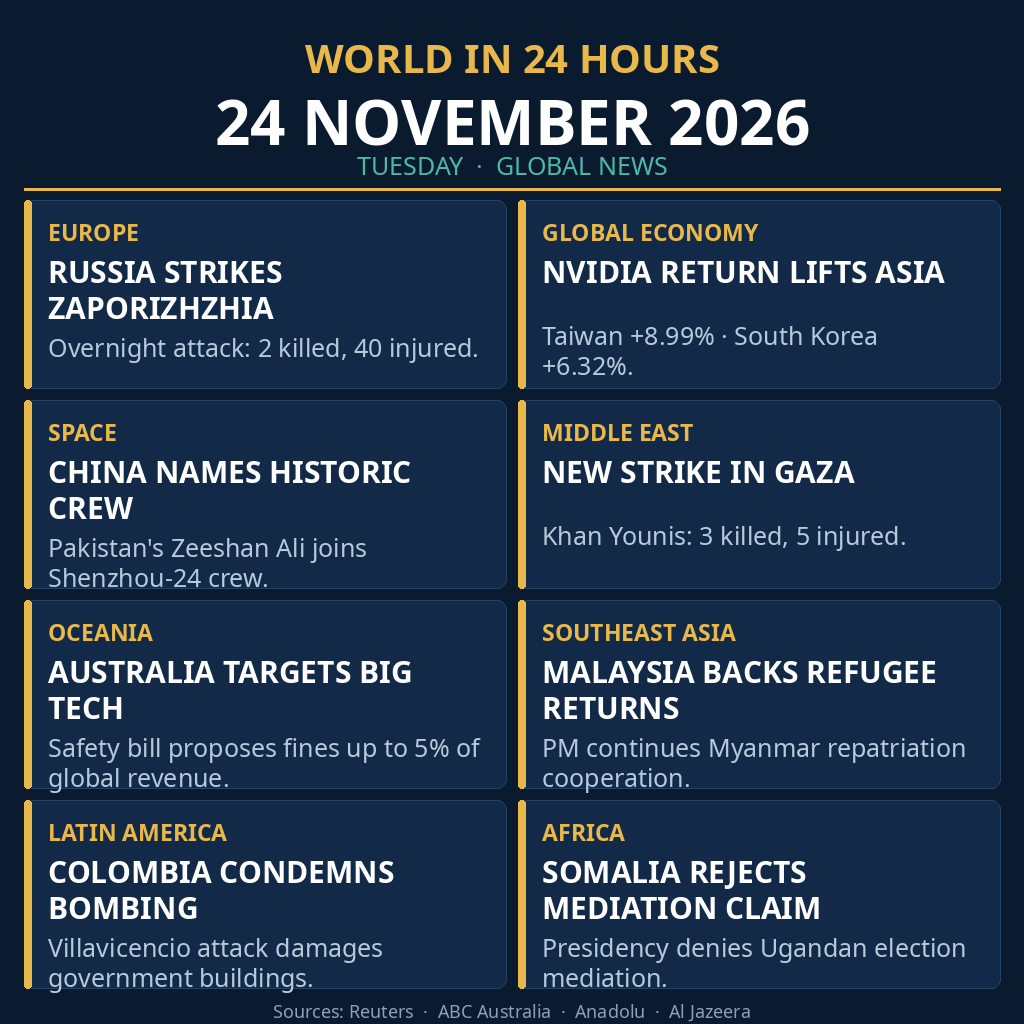 WORLD IN 24 HOURS
24 NOVEMBER 2026
TUESDAY · GLOBAL NEWS
EUROPE
RUSSIA STRIKES
ZAPORIZHZHIA
Overnight attack: 2 killed, 40 injured.
GLOBAL ECONOMY
NVIDIA RETURN LIFTS ASIA
Taiwan +8.99% · South Korea
+6.32%.
SPACE
CHINA NAMES HISTORIC
CREW
Pakistan's Zeeshan Ali joins
Shenzhou-24 crew.
MIDDLE EAST
NEW STRIKE IN GAZA
Khan Younis: 3 killed, 5 injured.
OCEANIA
AUSTRALIA TARGETS BIG
TECH
Safety bill proposes fines up to 5% of
global revenue.
SOUTHEAST ASIA
MALAYSIA BACKS REFUGEE
RETURNS
PM continues Myanmar repatriation
cooperation.
LATIN AMERICA
COLOMBIA CONDEMNS
BOMBING
Villavicencio attack damages
government buildings.
AFRICA
SOMALIA REJECTS
MEDIATION CLAIM
Presidency denies Ugandan election
mediation.
Sources: Reuters · ABC Australia · Anadolu · Al Jazeera